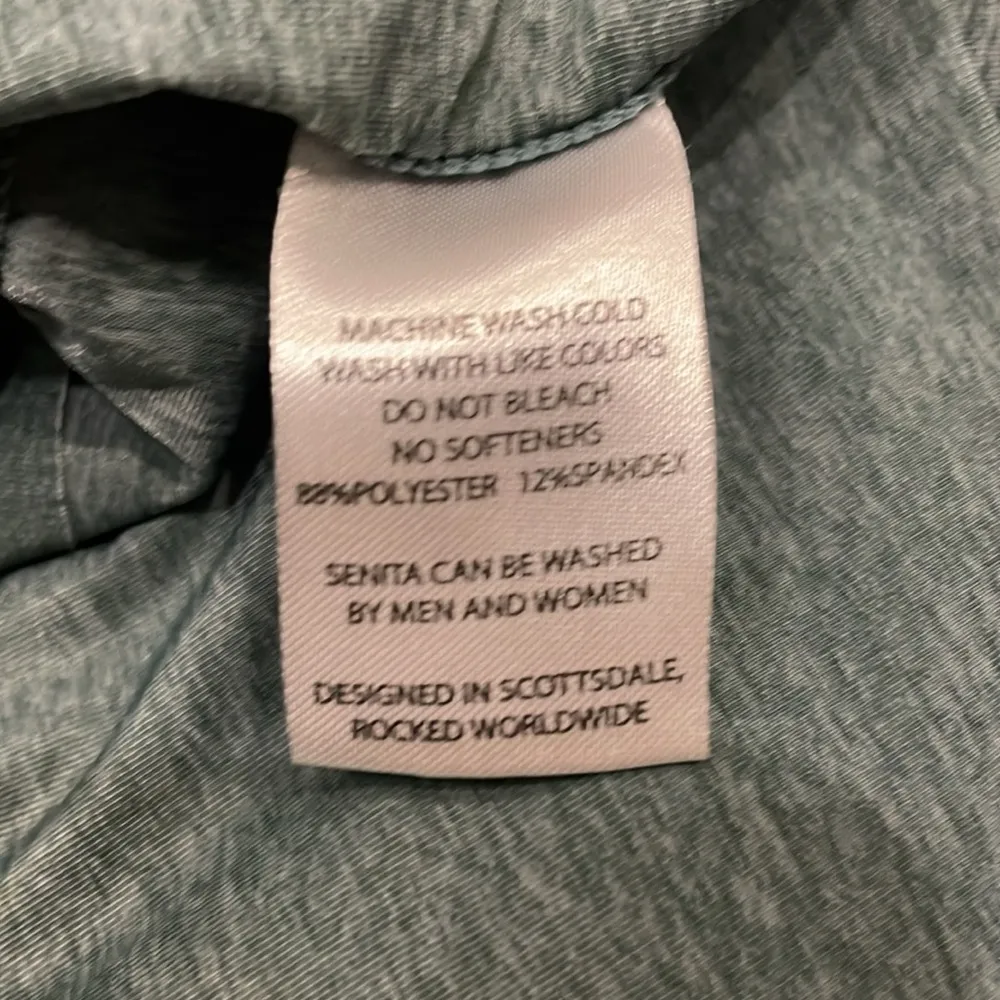 MACHINE WASH COLD
WASH WITH LIKE COLORS
DO NOT BLEACH
NO SOFTENERS
88%POLYESTER 12%SPANDEX
SENITA CAN BE WASHED
BY MEN AND WOMEN
DESIGNED IN SCOTTSDALE,
ROCKED WORLDWIDE